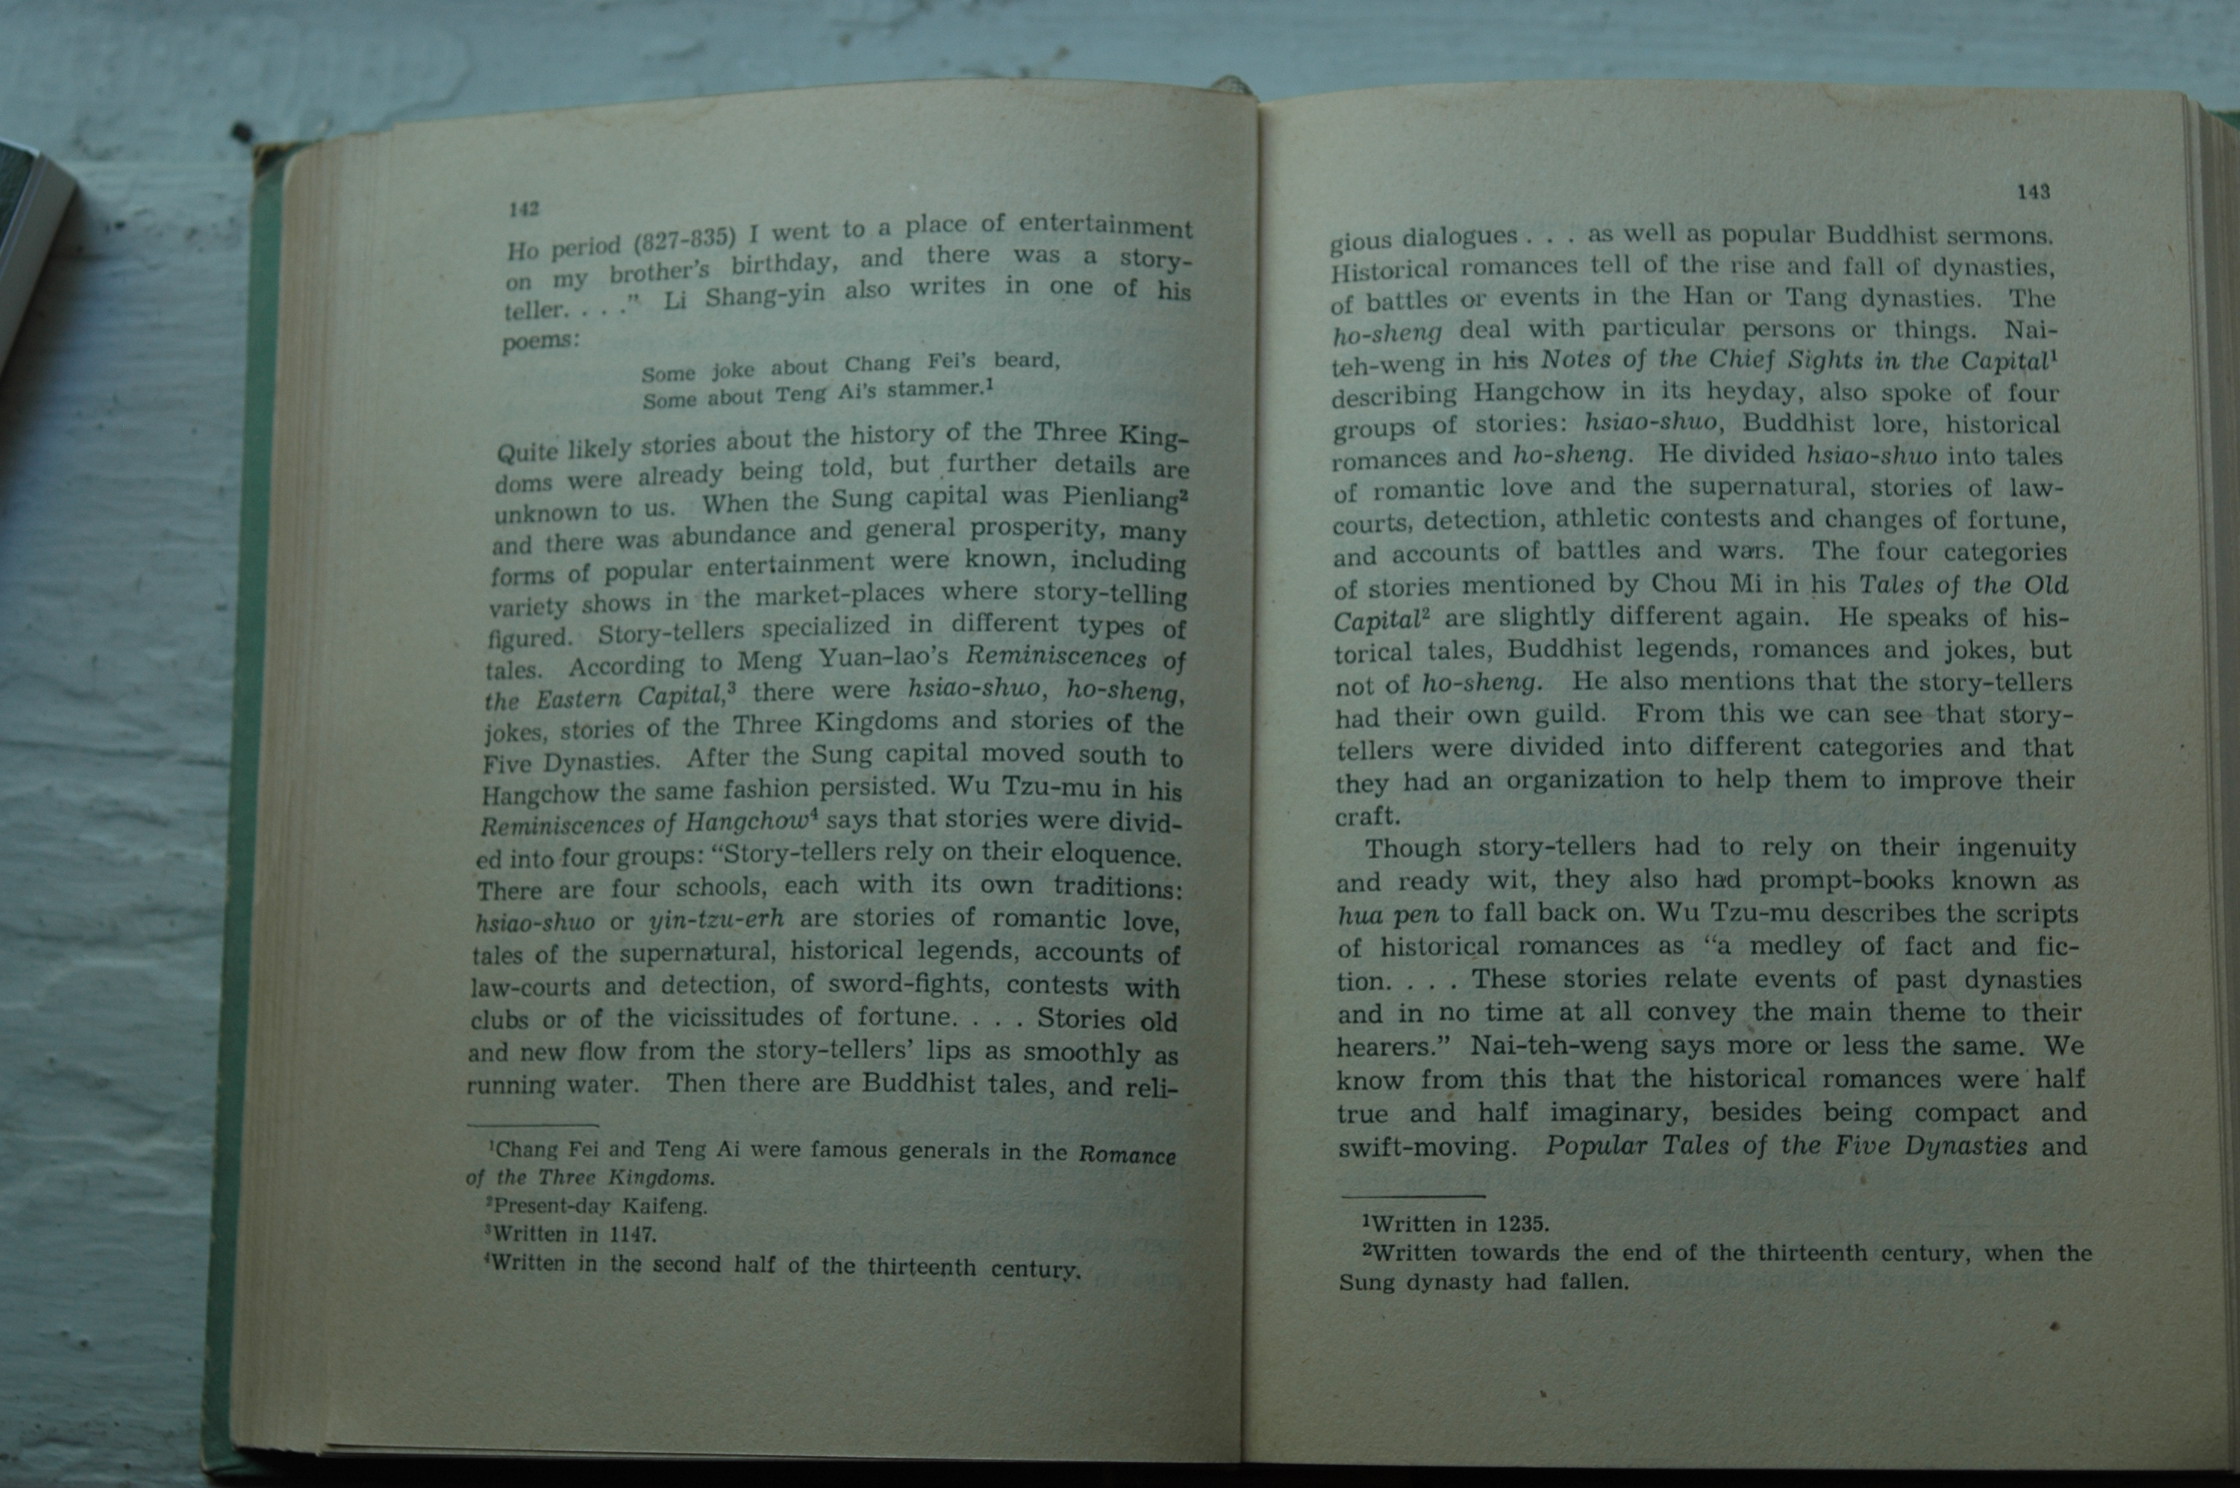 142
Ho period (827-835) I went to a place of entertainment
on my brother's birthday, and there was a story-
teller. . . ." Li Shang-yin also writes in one of his
poems:
Some joke about Chang Fei's beard,
Some about Teng Ai's stammer.¹
Quite likely stories about the history of the Three King-
doms were already being told, but further details are
unknown to us. When the Sung capital was Pienliang²
and there was abundance and general prosperity, many
forms of popular entertainment were known, including
variety shows in the market-places where story-telling
figured. Story-tellers specialized in different types of
tales. According to Meng Yuan-lao's Reminiscences of
the Eastern Capital,³ there were hsiao-shuo, ho-sheng,
jokes, stories of the Three Kingdoms and stories of the
Five Dynasties. After the Sung capital moved south to
Hangchow the same fashion persisted. Wu Tzu-mu in his
Reminiscences of Hangchow⁴ says that stories were divid-
ed into four groups: "Story-tellers rely on their eloquence.
There are four schools, each with its own traditions:
hsiao-shuo or yin-tzu-erh are stories of romantic love,
tales of the supernatural, historical legends, accounts of
law-courts and detection, of sword-fights, contests with
clubs or of the vicissitudes of fortune. . . . Stories old
and new flow from the story-tellers' lips as smoothly as
running water. Then there are Buddhist tales, and reli-
¹Chang Fei and Teng Ai were famous generals in the Romance
of the Three Kingdoms.
²Present-day Kaifeng.
³Written in 1147.
⁴Written in the second half of the thirteenth century.
143
gious dialogues . . . as well as popular Buddhist sermons.
Historical romances tell of the rise and fall of dynasties,
of battles or events in the Han or Tang dynasties. The
ho-sheng deal with particular persons or things. Nai-
teh-weng in his Notes of the Chief Sights in the Capital¹
describing Hangchow in its heyday, also spoke of four
groups of stories: hsiao-shuo, Buddhist lore, historical
romances and ho-sheng. He divided hsiao-shuo into tales
of romantic love and the supernatural, stories of law-
courts, detection, athletic contests and changes of fortune,
and accounts of battles and wars. The four categories
of stories mentioned by Chou Mi in his Tales of the Old
Capital² are slightly different again. He speaks of his-
torical tales, Buddhist legends, romances and jokes, but
not of ho-sheng. He also mentions that the story-tellers
had their own guild. From this we can see that story-
tellers were divided into different categories and that
they had an organization to help them to improve their
craft.
Though story-tellers had to rely on their ingenuity
and ready wit, they also had prompt-books known as
hua pen to fall back on. Wu Tzu-mu describes the scripts
of historical romances as "a medley of fact and fic-
tion. . . . These stories relate events of past dynasties
and in no time at all convey the main theme to their
hearers." Nai-teh-weng says more or less the same. We
know from this that the historical romances were half
true and half imaginary, besides being compact and
swift-moving. Popular Tales of the Five Dynasties and
¹Written in 1235.
²Written towards the end of the thirteenth century, when the
Sung dynasty had fallen.